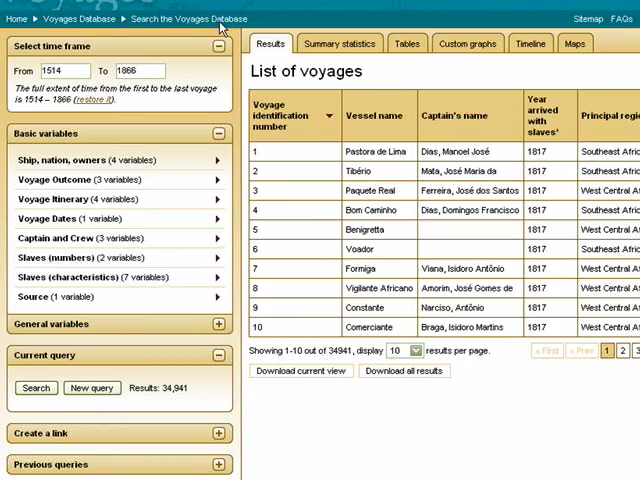 Voyages
Home Voyages Database Search the Voyages Database Sitemap FAQs
Select time frame
From 1514 To 1866
The full extent of time from the first to the last voyage
is 1514 – 1866 (restore it).
Basic variables
Ship, nation, owners (4 variables)
Voyage Outcome (3 variables)
Voyage Itinerary (4 variables)
Voyage Dates (1 variable)
Captain and Crew (3 variables)
Slaves (numbers) (2 variables)
Slaves (characteristics) (7 variables)
Source (1 variable)
General variables
Current query
Search New query Results: 34,941
Create a link
Previous queries
Results Summary statistics Tables Custom graphs Timeline Maps
List of voyages
Voyage identification number Vessel name Captain's name Year arrived with slaves* Principal regi
1 Pastora de Lima Dias, Manoel José 1817 Southeast Afric
2 Tibério Mata, José Maria da 1817 Southeast Afric
3 Paquete Real Ferreira, José dos Santos 1817 West Central Af
4 Bom Caminho Dias, Domingos Francisco 1817 West Central Af
5 Benigretta 1817 West Central Af
6 Voador 1817 Southeast Afric
7 Formiga Viana, Isidoro Antônio 1817 West Central Af
8 Vigilante Africano Amorim, José Gomes de 1817 West Central Af
9 Constante Narciso, Antônio 1817 West Central Af
10 Comerciante Braga, Isidoro Martins 1817 West Central Af
Showing 1-10 out of 34941, display 10 results per page. « First ‹ Prev 1 2 3
Download current view Download all results